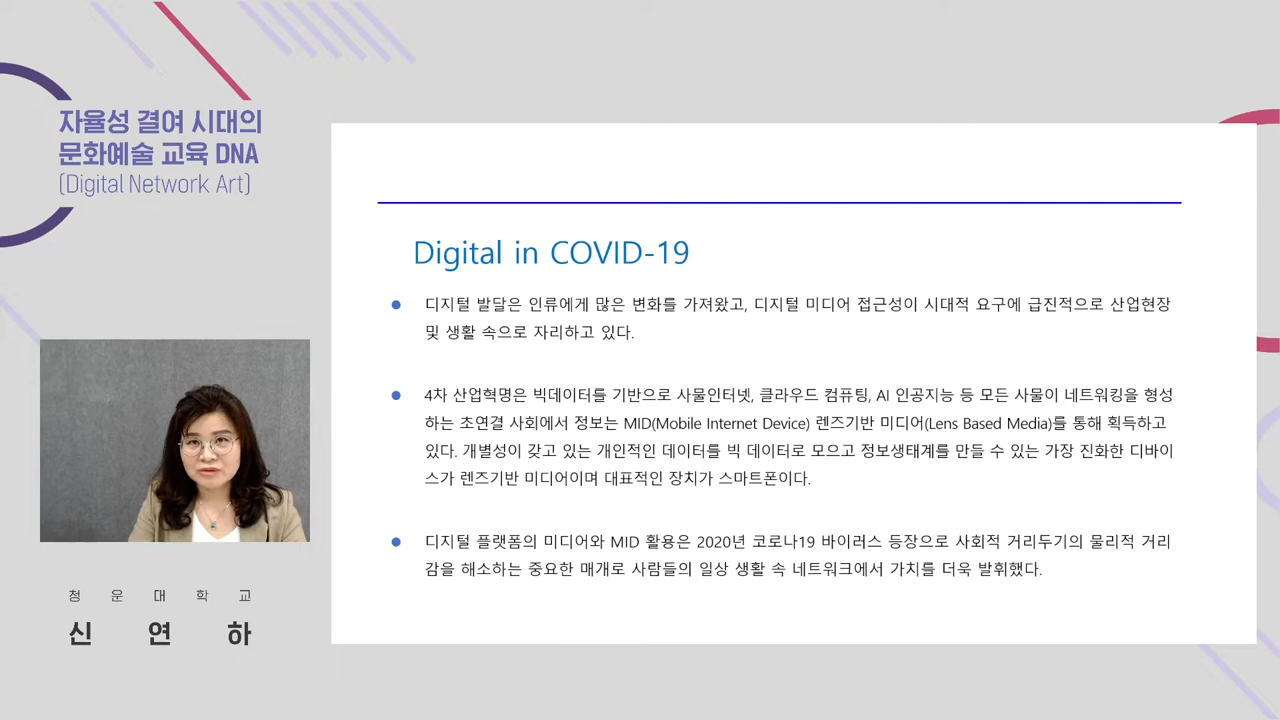 자율성 결여 시대의
문화예술 교육 DNA
(Digital Network Art)
Digital in COVID-19
디지털 발달은 인류에게 많은 변화를 가져왔고, 디지털 미디어 접근성이 시대적 요구에 급진적으로 산업현장
및 생활 속으로 자리하고 있다.
4차 산업혁명은 빅데이터를 기반으로 사물인터넷, 클라우드 컴퓨팅, AI 인공지능 등 모든 사물이 네트워킹을 형성
하는 초연결 사회에서 정보는 MID(Mobile Internet Device) 렌즈기반 미디어(Lens Based Media)를 통해 획득하고
있다. 개별성이 갖고 있는 개인적인 데이터를 빅 데이터로 모으고 정보생태계를 만들 수 있는 가장 진화한 디바이
스가 렌즈기반 미디어이며 대표적인 장치가 스마트폰이다.
디지털 플랫폼의 미디어와 MID 활용은 2020년 코로나19 바이러스 등장으로 사회적 거리두기의 물리적 거리
감을 해소하는 중요한 매개로 사람들의 일상 생활 속 네트워크에서 가치를 더욱 발휘했다.
청운대학교
신연하